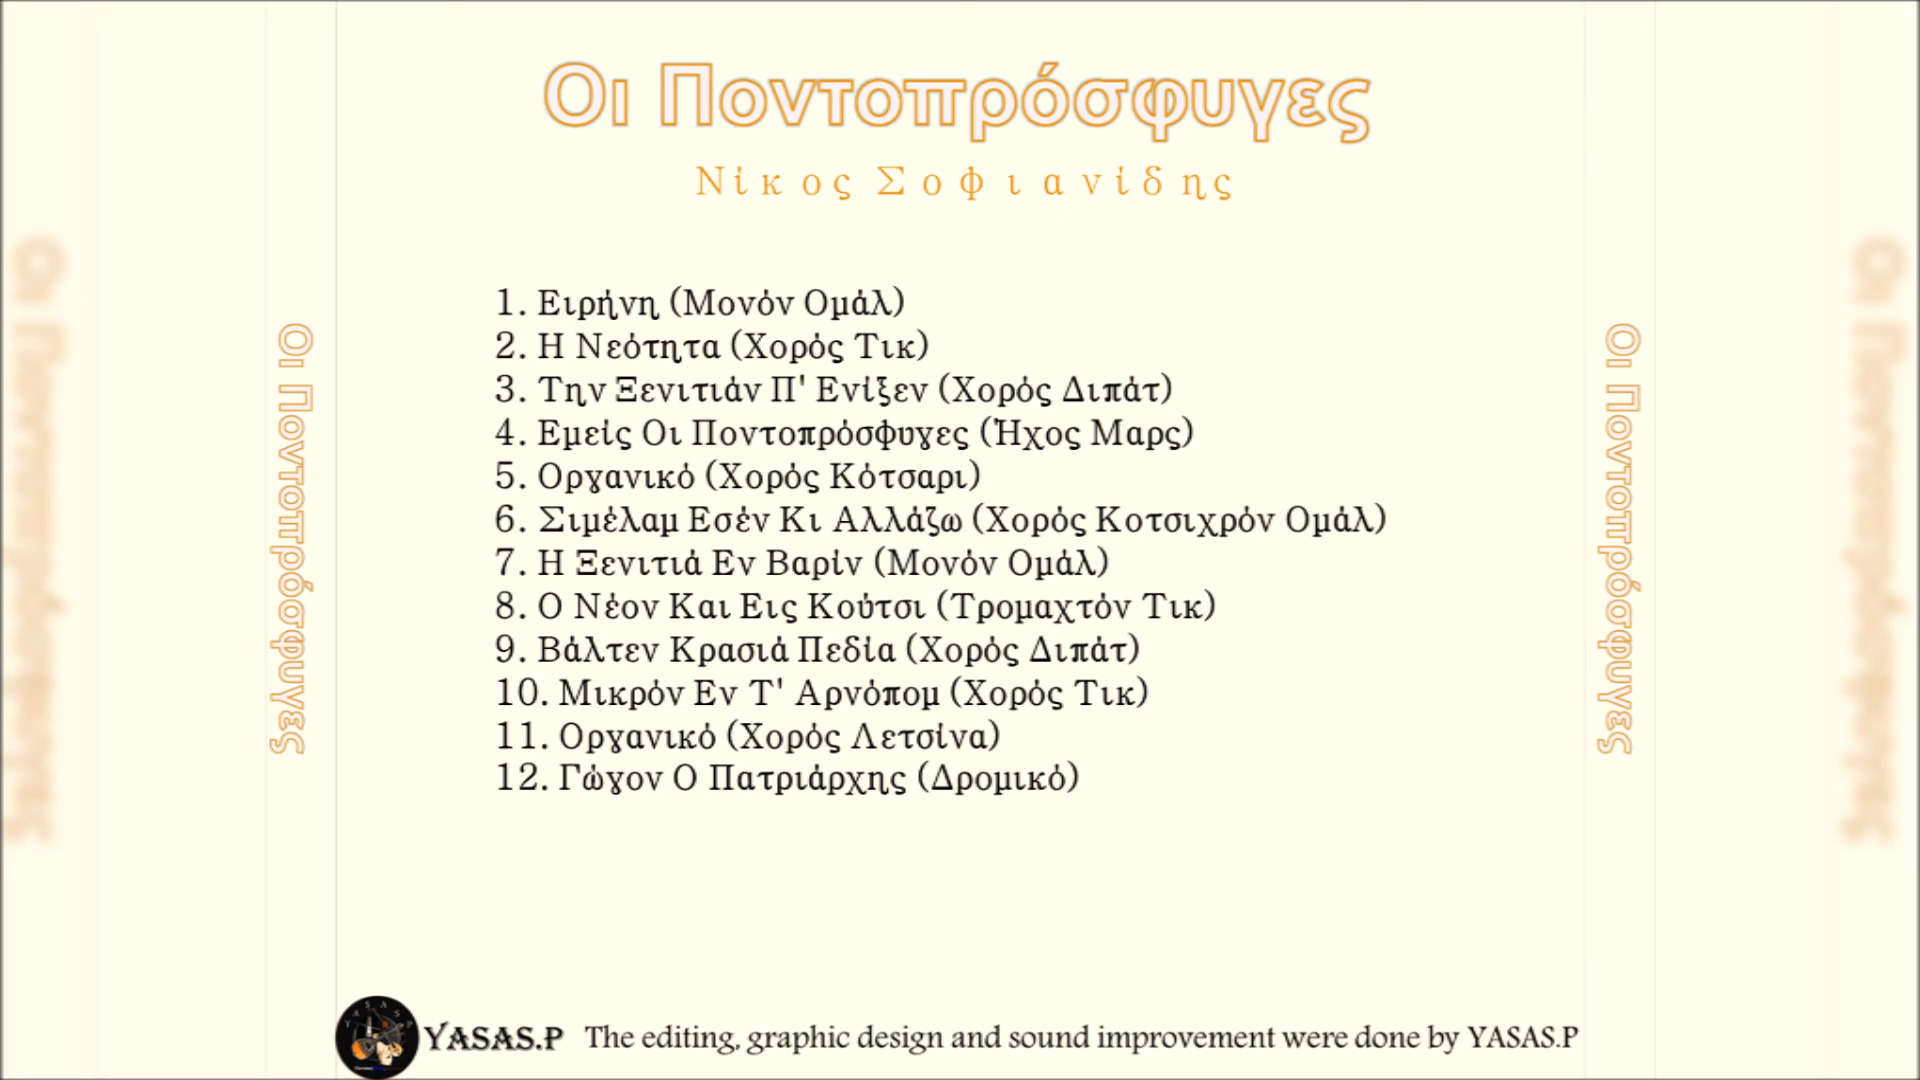 Οι Ποντοπρόσφυγες
Νίκος Σοφιανίδης
1. Ειρήνη (Μονόν Ομάλ)
2. Η Νεότητα (Χορός Τικ)
3. Την Ξενιτιάν Π' Ενίξεν (Χορός Διπάτ)
4. Εμείς Οι Ποντοπρόσφυγες (Ήχος Μαρς)
5. Οργανικό (Χορός Κότσαρι)
6. Σιμέλαμ Εσέν Κι Αλλάζω (Χορός Κοτσιχρόν Ομάλ)
7. Η Ξενιτιά Εν Βαρίν (Μονόν Ομάλ)
8. Ο Νέον Και Εις Κούτσι (Τρομαχτόν Τικ)
9. Βάλτεν Κρασιά Πεδία (Χορός Διπάτ)
10. Μικρόν Εν Τ' Αρνόπομ (Χορός Τικ)
11. Οργανικό (Χορός Λετσίνα)
12. Γώγον Ο Πατριάρχης (Δρομικό)
Οι Ποντοπρόσφυγες
Οι Ποντοπρόσφυγες
Οι Ποντοπρόσφυγες
Οι Ποντοπρόσφυγες
YASAS.P The editing, graphic design and sound improvement were done by YASAS.P